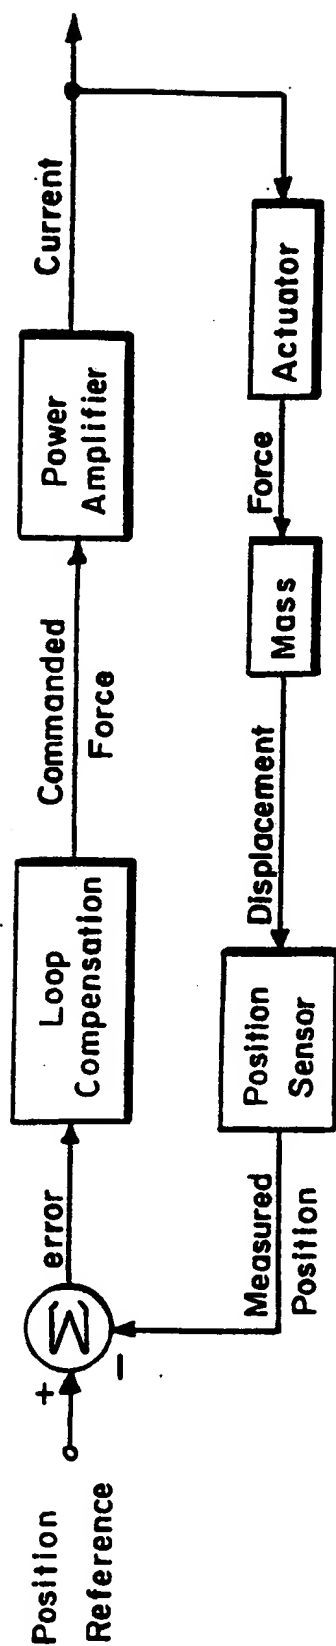 Position
Reference
+
−
Σ
error
Loop
Compensation
Commanded
Force
Power
Amplifier
Current
Actuator
Force
Mass
Displacement
Position
Sensor
Measured
Position